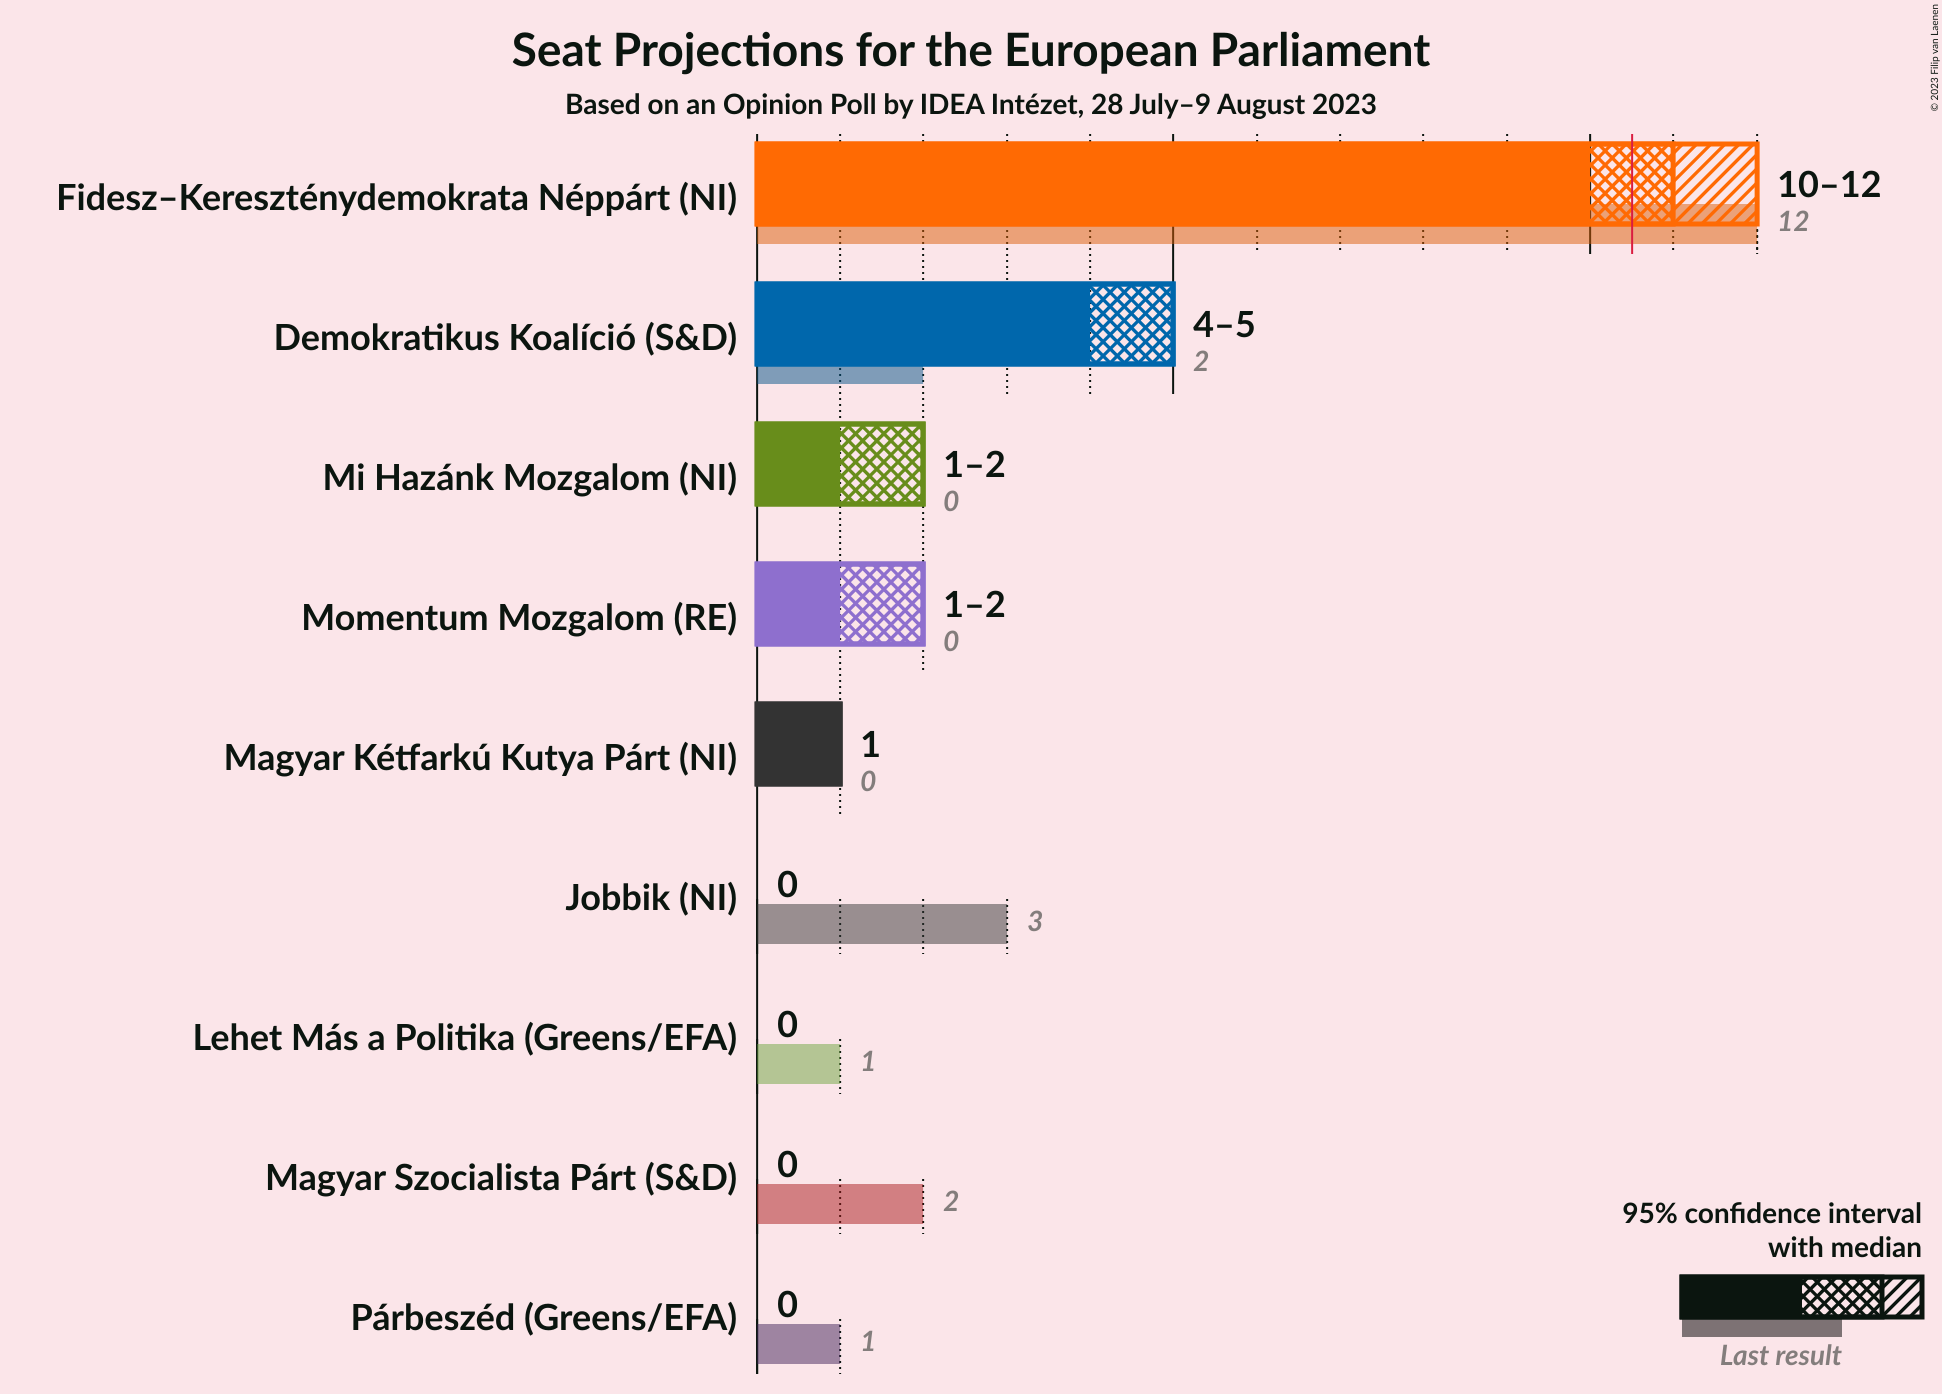 Seat Projections for the European Parliament
Based on an Opinion Poll by IDEA Intézet, 28 July–9 August 2023
© 2023 Filip van Laenen
Fidesz–Kereszténydemokrata Néppárt (NI)
10–12
12
Demokratikus Koalíció (S&D)
4–5
2
Mi Hazánk Mozgalom (NI)
1–2
0
Momentum Mozgalom (RE)
1–2
0
Magyar Kétfarkú Kutya Párt (NI)
1
0
Jobbik (NI)
0
3
Lehet Más a Politika (Greens/EFA)
0
1
Magyar Szocialista Párt (S&D)
0
2
Párbeszéd (Greens/EFA)
0
1
95% confidence interval
with median
Last result